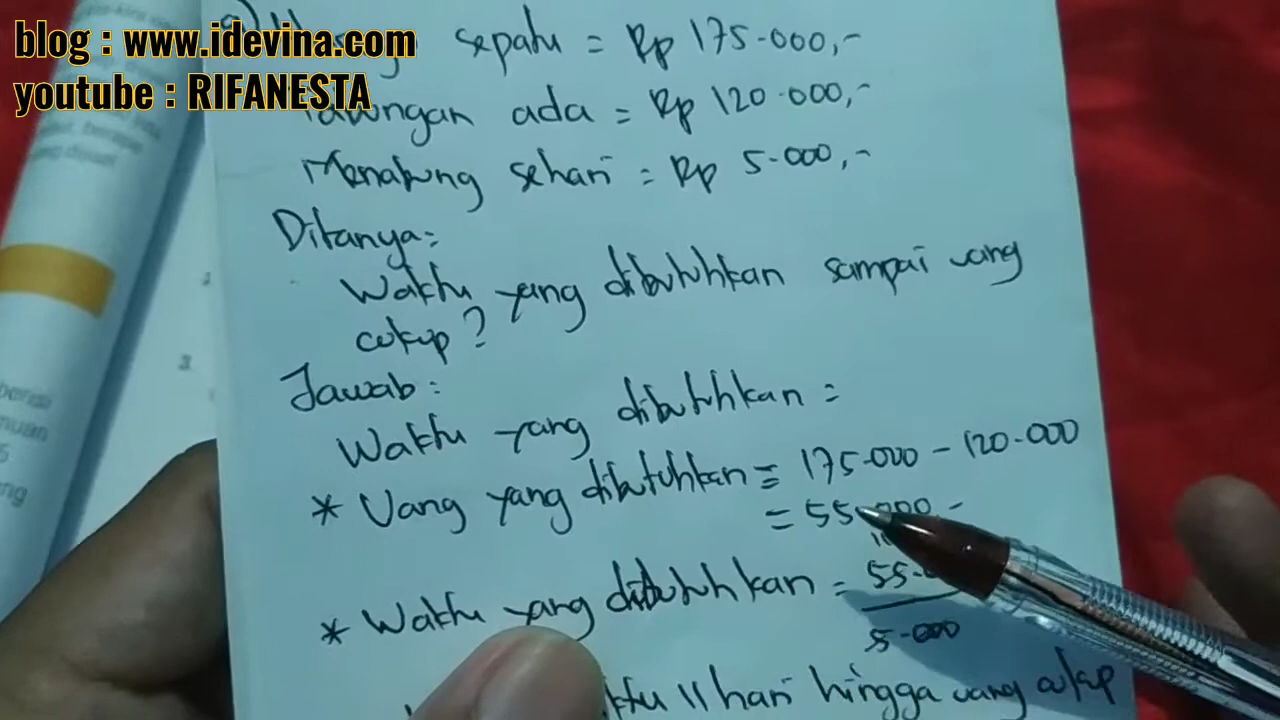 blog : www.idevina.com
youtube : RIFANESTA
sepatu = Rp 175.000,-
ada = Rp 120.000,-
Menabung sehari = Rp 5.000,-
Ditanya:
Waktu yang dibutuhkan sampai uang
cukup?
Jawab:
Waktu yang dibutuhkan =
* Uang yang dibutuhkan = 175.000 - 120.000
= 55.000,-
* Waktu yang dibutuhkan = 55.
5.000
11 hari hingga uang cukup
3.